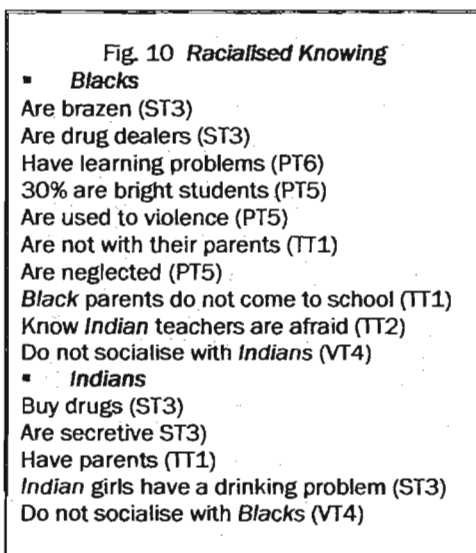 Fig. 10 Racialised Knowing
▪ Blacks
Are brazen (ST3)
Are drug dealers (ST3)
Have learning problems (PT6)
30% are bright students (PT5)
Are used to violence (PT5)
Are not with their parents (TT1)
Are neglected (PT5)
Black parents do not come to school (TT1)
Know Indian teachers are afraid (TT2)
Do not socialise with Indians (VT4)
▪ Indians
Buy drugs (ST3)
Are secretive ST3)
Have parents (TT1)
Indian girls have a drinking problem (ST3)
Do not socialise with Blacks (VT4)